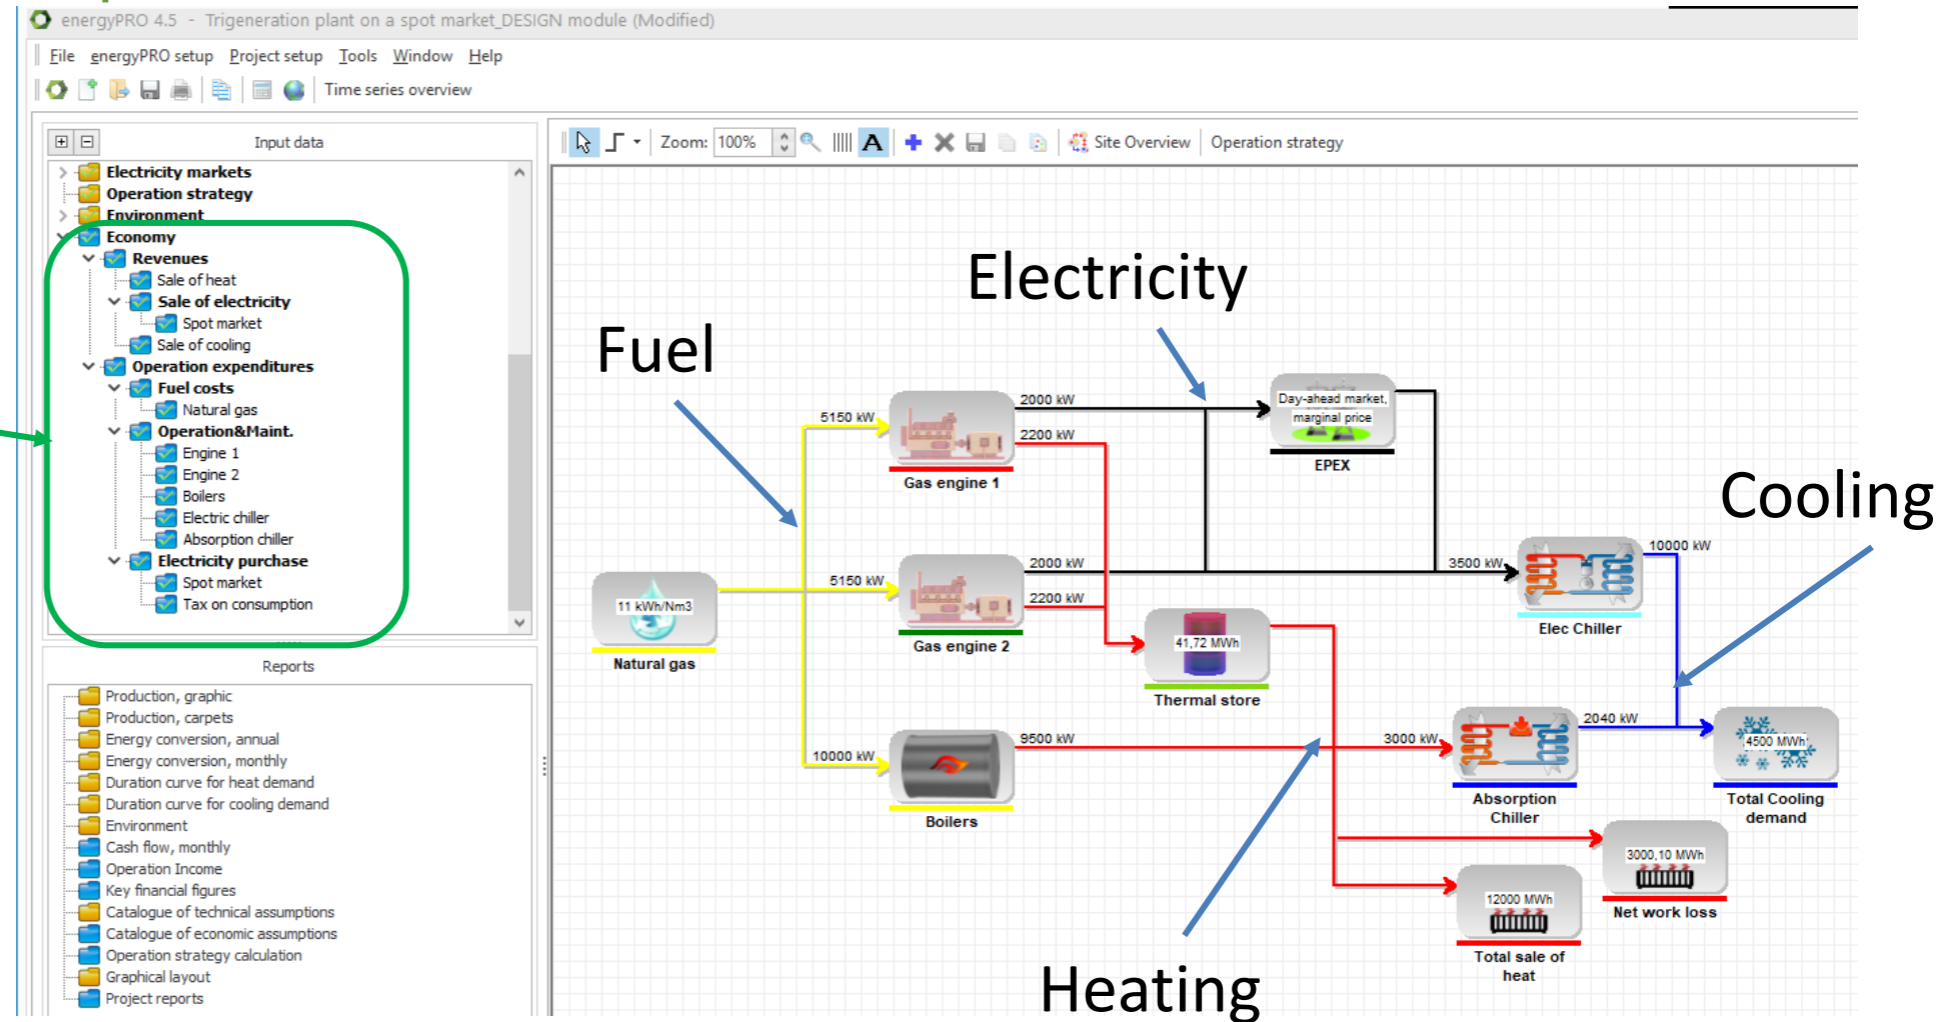 energyPRO 4.5 - Trigeneration plant on a spot market_DESIGN module (Modified)
File energyPRO setup Project setup Tools Window Help
Time series overview
Input data
Electricity markets
Operation strategy
Environment
Economy
Revenues
Sale of heat
Sale of electricity
Spot market
Sale of cooling
Operation expenditures
Fuel costs
Natural gas
Operation&Maint.
Engine 1
Engine 2
Boilers
Electric chiller
Absorption chiller
Electricity purchase
Spot market
Tax on consumption
Reports
Production, graphic
Production, carpets
Energy conversion, annual
Energy conversion, monthly
Duration curve for heat demand
Duration curve for cooling demand
Environment
Cash flow, monthly
Operation Income
Key financial figures
Catalogue of technical assumptions
Catalogue of economic assumptions
Operation strategy calculation
Graphical layout
Project reports
Zoom: 100% A Site Overview Operation strategy
Electricity
Fuel
Cooling
Heating
5150 kW
2000 kW
2200 kW
Gas engine 1
Day-ahead market,
marginal price
EPEX
5150 kW
2000 kW
2200 kW
Gas engine 2
11 kWh/Nm3
Natural gas
3500 kW
10000 kW
Elec Chiller
41,72 MWh
Thermal store
10000 kW
9500 kW
Boilers
3000 kW
2040 kW
Absorption
Chiller
4500 MWh
Total Cooling
demand
3000,10 MWh
Net work loss
12000 MWh
Total sale of
heat